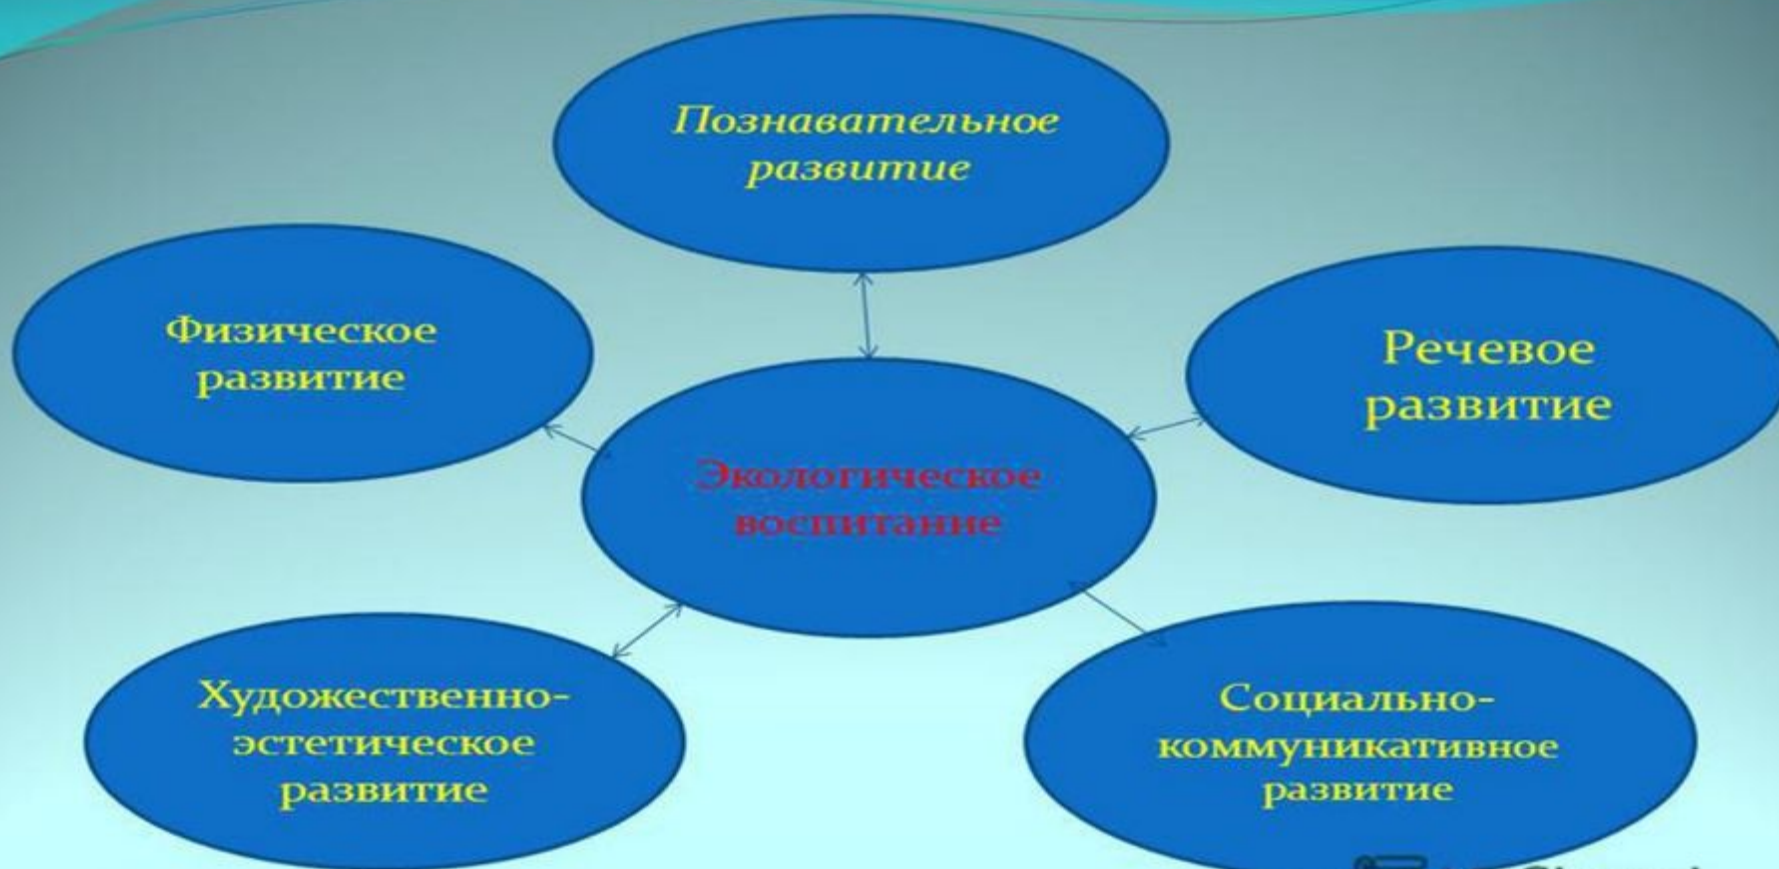 Познавательное
развитие
Физическое
развитие
Речевое
развитие
Экологическое
воспитание
Художественно-
эстетическое
развитие
Социально-
коммуникативное
развитие